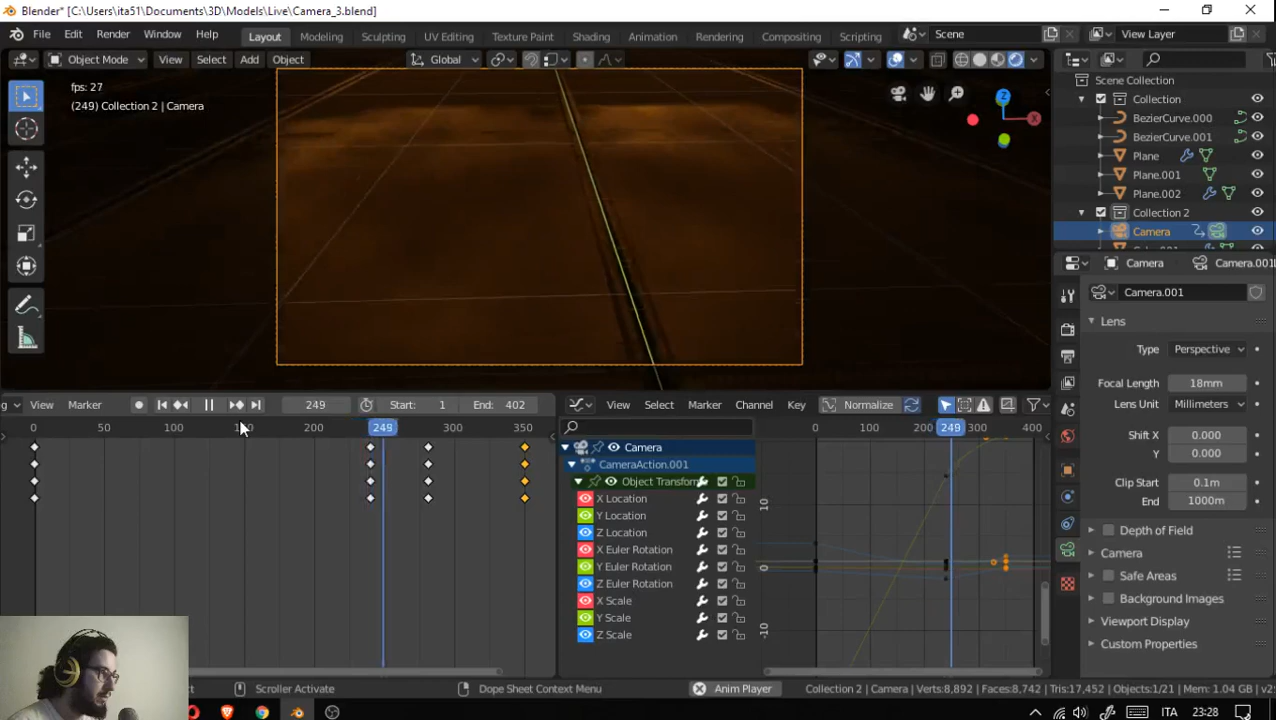 Blender* [C:\Users\ita51\Documents\3D\Models\Live\Camera_3.blend]
File Edit Render Window Help Layout Modeling Sculpting UV Editing Texture Paint Shading Animation Rendering Compositing Scripting Scene View Layer
Object Mode View Select Add Object Global
fps: 27
(249) Collection 2 | Camera
Z
X
Scene Collection
Collection
BezierCurve.000
BezierCurve.001
Plane
Plane.001
Plane.002
Collection 2
Camera
Camera Camera.001
Camera.001
Lens
Type Perspective
Focal Length 18mm
Lens Unit Millimeters
Shift X 0.000
Y 0.000
Clip Start 0.1m
End 1000m
Depth of Field
Camera
Safe Areas
Background Images
Viewport Display
Custom Properties
g View Marker 249 Start: 1 End: 402
0 50 100 150 200 249 300 350
View Select Marker Channel Key Normalize
0 100 200 249 300 400
Camera
CameraAction.001
Object Transform
X Location
Y Location
Z Location
X Euler Rotation
Y Euler Rotation
Z Euler Rotation
X Scale
Y Scale
Z Scale
10
0
-10
Scroller Activate Dope Sheet Context Menu Anim Player Collection 2 | Camera | Verts:8,892 | Faces:8,742 | Tris:17,452 | Objects:1/21 | Mem: 1.04 GB |
ITA 23:28